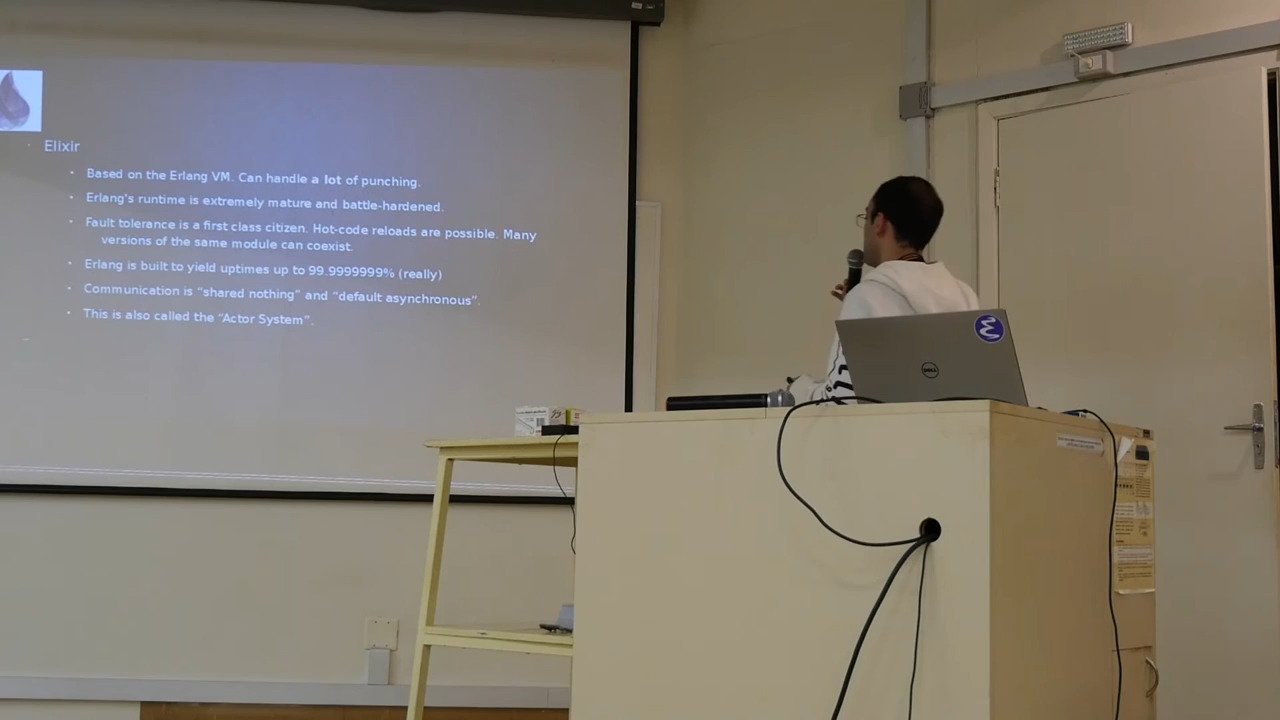 Elixir
Based on the Erlang VM. Can handle a lot of punching.
Erlang's runtime is extremely mature and battle-hardened.
Fault tolerance is a first class citizen. Hot-code reloads are possible. Many
versions of the same module can coexist.
Erlang is built to yield uptimes up to 99.9999999% (really)
Communication is “shared nothing” and “default asynchronous”.
This is also called the “Actor System”.
DELL